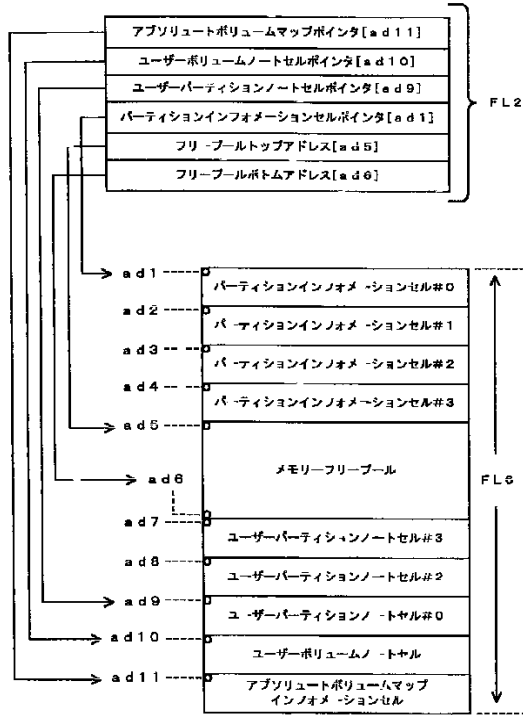 アブソリュートボリュームマップポインタ[ad11]
ユーザーボリュームノートセルポインタ[ad10]
ユーザーパーティションノートセルポインタ[ad9]
パーティションインフォメーションセルポインタ[ad1]
フリープールトップアドレス[ad5]
フリープールボトムアドレス[ad6]
FL2
ad1
パーティションインフォメーションセル#0
ad2
パーティションインフォメーションセル#1
ad3
パーティションインフォメーションセル#2
ad4
パーティションインフォメーションセル#3
ad5
メモリーフリープール
FL6
ad6
ad7
ユーザーパーティションノートセル#3
ad8
ユーザーパーティションノートセル#2
ad9
ユーザーパーティションノートセル#0
ad10
ユーザーボリュームノートセル
ad11
アブソリュートボリュームマップ
インフォメーションセル